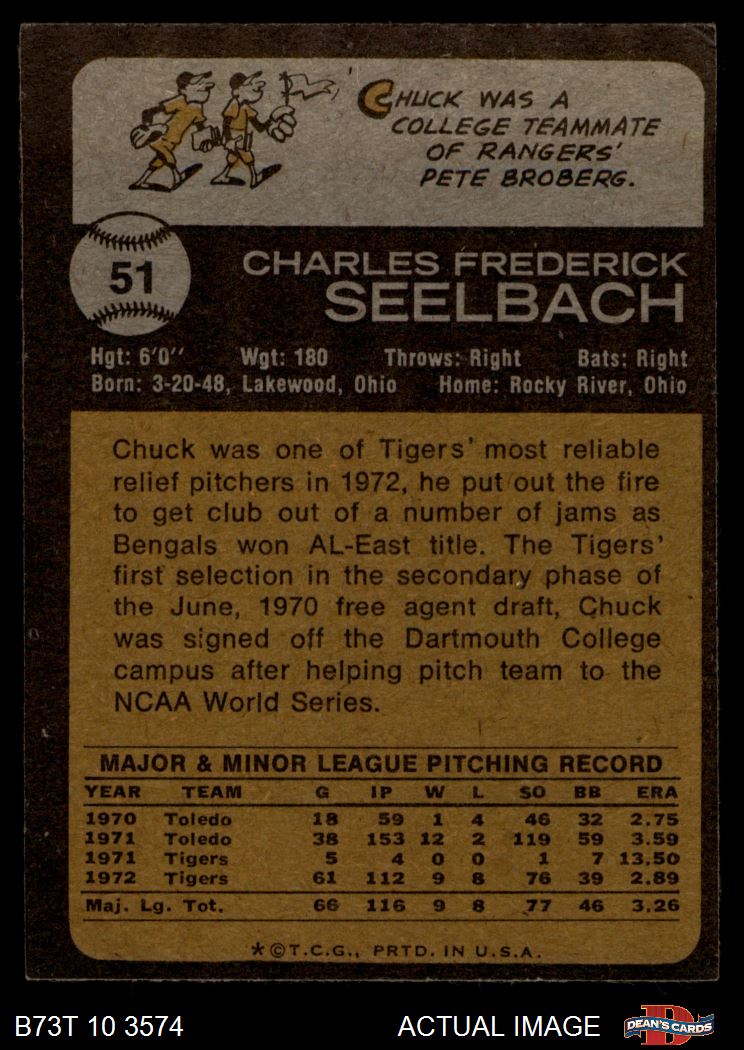 CHUCK WAS A
COLLEGE TEAMMATE
OF RANGERS'
PETE BROBERG.
51
CHARLES FREDERICK
SEELBACH
Hgt: 6'0" Wgt: 180 Throws: Right Bats: Right
Born: 3-20-48, Lakewood, Ohio Home: Rocky River, Ohio
Chuck was one of Tigers' most reliable
relief pitchers in 1972, he put out the fire
to get club out of a number of jams as
Bengals won AL-East title. The Tigers'
first selection in the secondary phase of
the June, 1970 free agent draft, Chuck
was signed off the Dartmouth College
campus after helping pitch team to the
NCAA World Series.
MAJOR & MINOR LEAGUE PITCHING RECORD
YEAR TEAM G IP W L SO BB ERA
1970 Toledo 18 59 1 4 46 32 2.75
1971 Toledo 38 153 12 2 119 59 3.59
1971 Tigers 5 4 0 0 1 7 13.50
1972 Tigers 61 112 9 8 76 39 2.89
Maj. Lg. Tot. 66 116 9 8 77 46 3.26
*©T.C.G., PRTD. IN U.S.A.
B73T 10 3574 ACTUAL IMAGE D DEAN'S CARDS